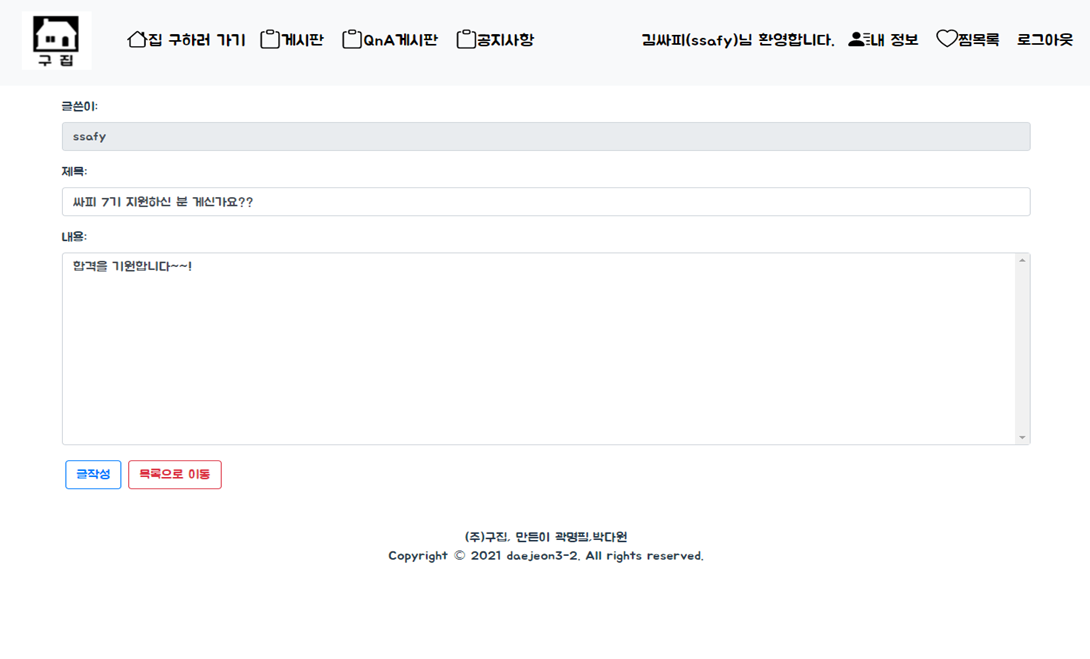 구 집
집 구하러 가기 게시판 QnA게시판 공지사항 김싸피(ssafy)님 환영합니다. 내 정보 찜목록 로그아웃
글쓴이:
ssafy
제목:
싸피 7기 지원하신 분 계신가요??
내용:
합격을 기원합니다~~!
글작성 목록으로 이동
(주)구집, 만든이 곽명필,박다원
Copyright © 2021 daejeon3-2. All rights reserved.